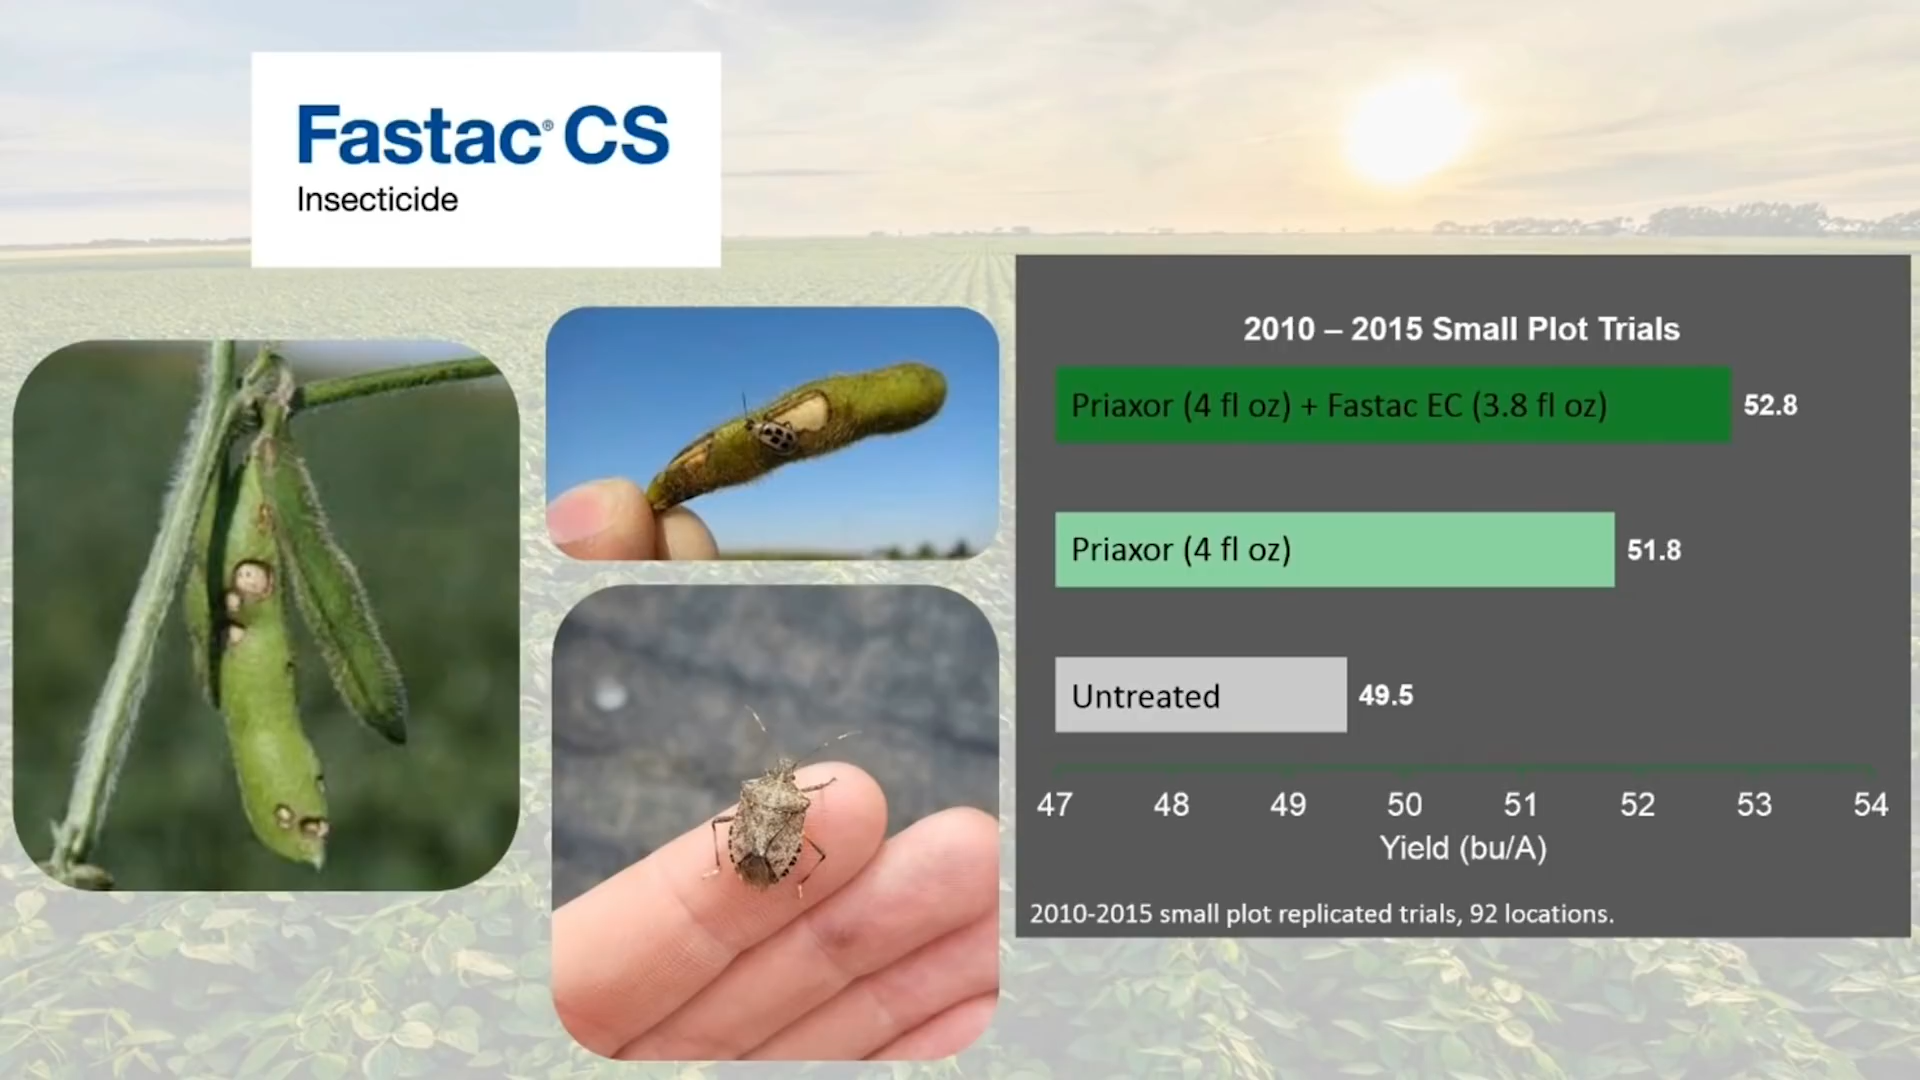 Fastac® CS
Insecticide
2010 – 2015 Small Plot Trials
Priaxor (4 fl oz) + Fastac EC (3.8 fl oz) 52.8
Priaxor (4 fl oz) 51.8
Untreated 49.5
47 48 49 50 51 52 53 54
Yield (bu/A)
2010-2015 small plot replicated trials, 92 locations.